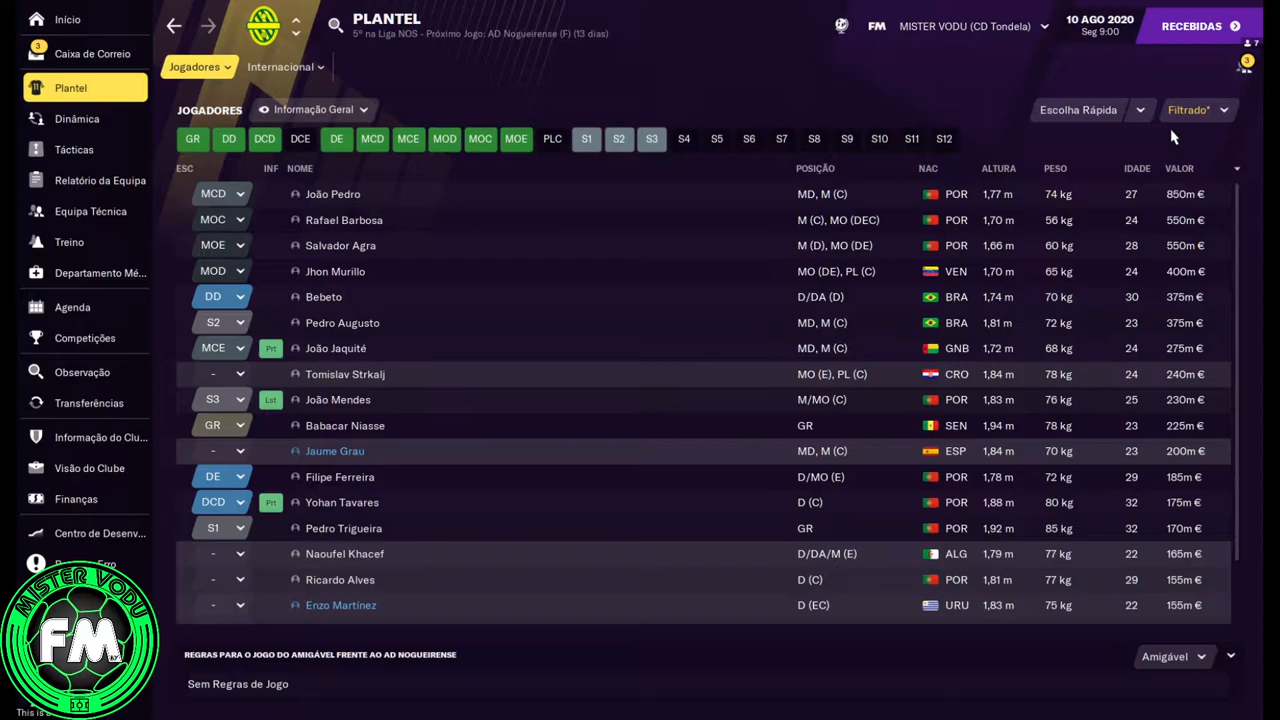 Início
PLANTEL
5º na Liga NOS - Próximo Jogo: AD Nogueirense (F) (13 dias)
FM
MISTER VODU (CD Tondela)
10 AGO 2020
Seg 9:00
RECEBIDAS
7
3
3
Caixa de Correio
Plantel
Dinâmica
Tácticas
Relatório da Equipa
Equipa Técnica
Treino
Departamento Mé...
Agenda
Competições
Observação
Transferências
Informação do Clu...
Visão do Clube
Finanças
Centro de Desenv...
Jogadores
Internacional
JOGADORES
Informação Geral
Escolha Rápida
Filtrado*
GR DD DCD DCE DE MCD MCE MOD MOC MOE PLC S1 S2 S3 S4 S5 S6 S7 S8 S9 S10 S11 S12
ESC INF NOME POSIÇÃO NAC ALTURA PESO IDADE VALOR
MCD João Pedro MD, M (C) POR 1,77 m 74 kg 27 850m €
MOC Rafael Barbosa M (C), MO (DEC) POR 1,70 m 56 kg 24 550m €
MOE Salvador Agra M (D), MO (DE) POR 1,66 m 60 kg 28 550m €
MOD Jhon Murillo MO (DE), PL (C) VEN 1,70 m 65 kg 24 400m €
DD Bebeto D/DA (D) BRA 1,74 m 70 kg 30 375m €
S2 Pedro Augusto MD, M (C) BRA 1,81 m 72 kg 23 375m €
MCE Prt João Jaquité MD, M (C) GNB 1,72 m 68 kg 24 275m €
- Tomislav Strkalj MO (E), PL (C) CRO 1,84 m 78 kg 24 240m €
S3 Lst João Mendes M/MO (C) POR 1,83 m 76 kg 25 230m €
GR Babacar Niasse GR SEN 1,94 m 78 kg 23 225m €
- Jaume Grau MD, M (C) ESP 1,84 m 70 kg 23 200m €
DE Filipe Ferreira D/MO (E) POR 1,78 m 72 kg 29 185m €
DCD Prt Yohan Tavares D (C) POR 1,88 m 80 kg 32 175m €
S1 Pedro Trigueira GR POR 1,92 m 85 kg 32 170m €
- Naoufel Khacef D/DA/M (E) ALG 1,79 m 77 kg 22 165m €
- Ricardo Alves D (C) POR 1,81 m 77 kg 29 155m €
- Enzo Martínez D (EC) URU 1,83 m 75 kg 22 155m €
REGRAS PARA O JOGO DO AMIGÁVEL FRENTE AO AD NOGUEIRENSE
Amigável
Sem Regras de Jogo
MISTER VODU
FM
This is